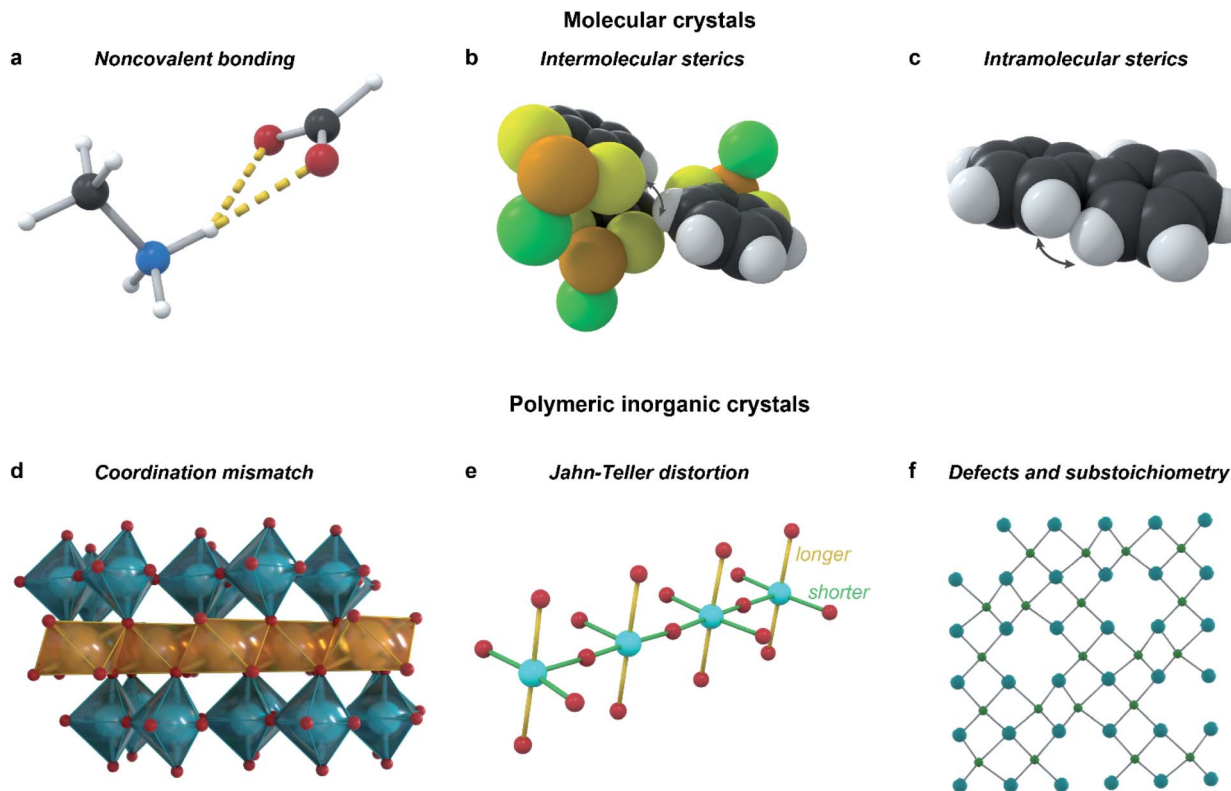 Molecular crystals
a Noncovalent bonding
b Intermolecular sterics
c Intramolecular sterics
Polymeric inorganic crystals
d Coordination mismatch
e Jahn-Teller distortion
f Defects and substoichiometry
longer
shorter